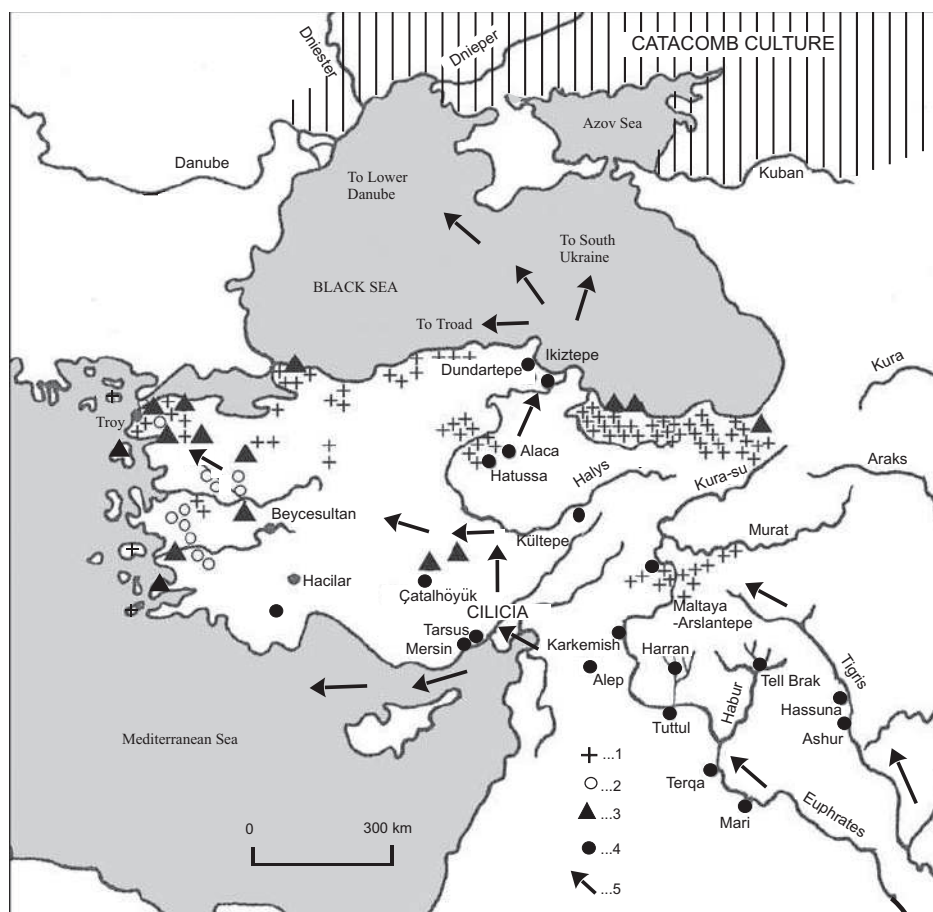 CATACOMB CULTURE
Dniester
Dnieper
Azov Sea
Danube
Kuban
To Lower
Danube
To South
Ukraine
BLACK SEA
To Troad
Kura
Dundartepe
Ikiztepe
Troy
Alaca
Hatussa
Halys
Kura-su
Araks
Beycesultan
Kültepe
Murat
Hacilar
Çatalhöyük
CILICIA
Maltaya
-Arslantepe
Tarsus
Mersin
Karkemish
Harran
Alep
Tell Brak
Tigris
Habur
Hassuna
Tuttul
Ashur
Mediterranean Sea
Terqa
Mari
Euphrates
...1
...2
...3
...4
...5
0 300 km